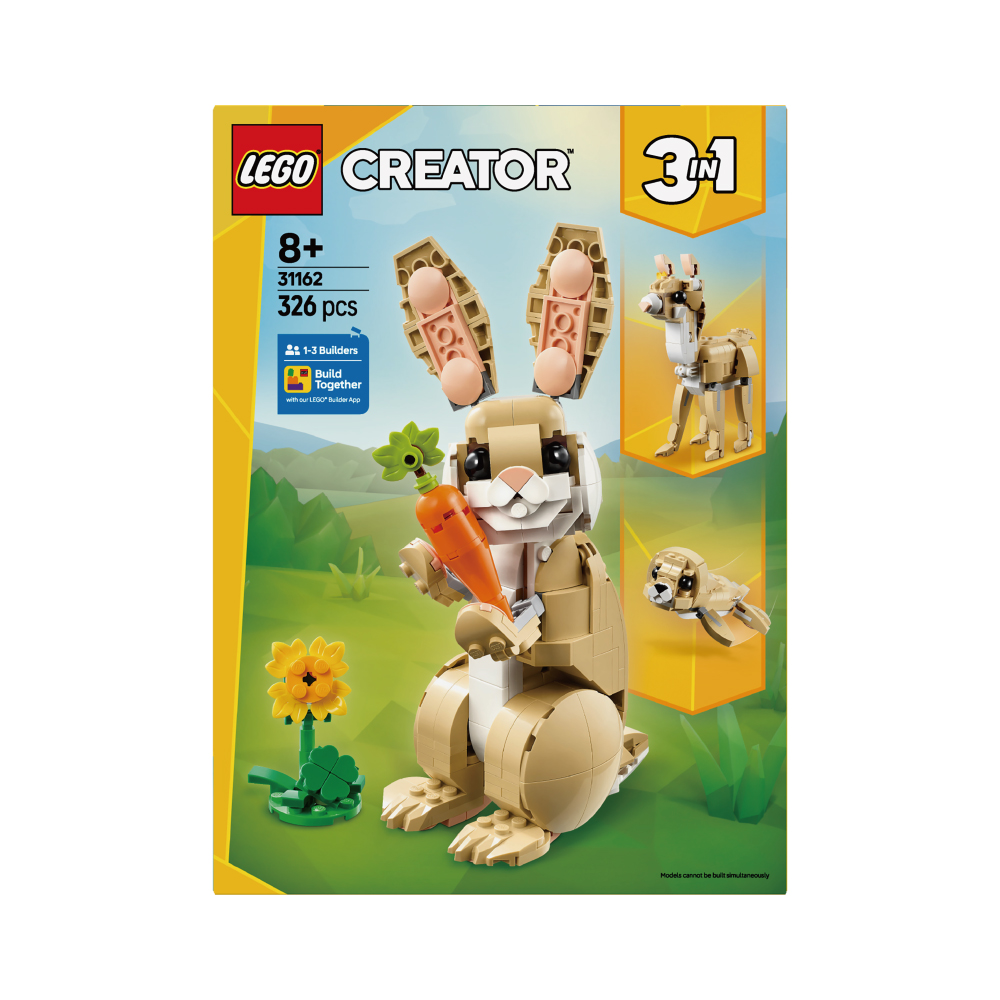 LEGO®
CREATOR™
3 IN 1
8+
31162
326 pcs
1-3 Builders
Build
Together
with our LEGO® Builder App
Models cannot be built simultaneously